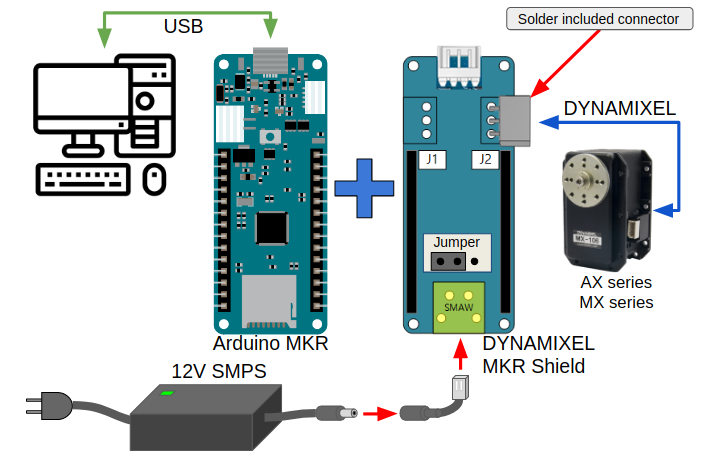 Solder included connector
USB
DYNAMIXEL
J1
J2
Jumper
MX-106
AX series
MX series
SMAW
Arduino MKR
DYNAMIXEL
MKR Shield
12V SMPS